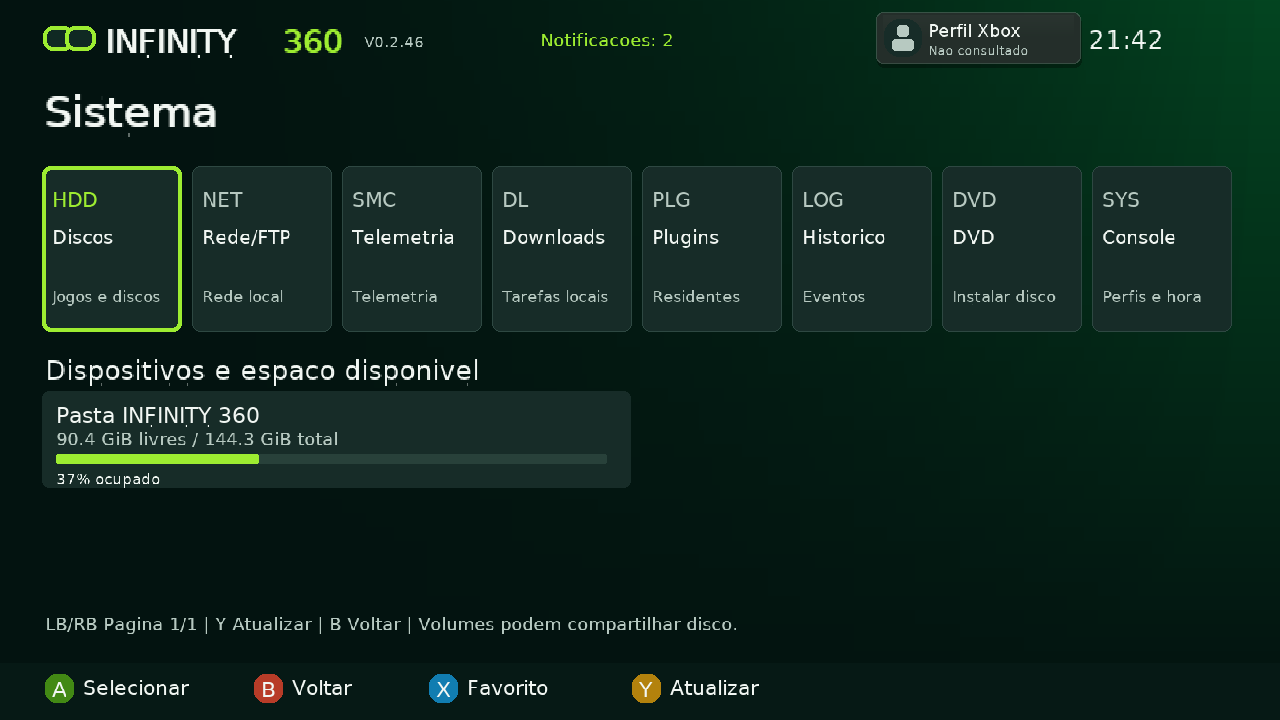 INFINITY 360 V0.2.46 Notificacoes: 2 Perfil Xbox 21:42
Nao consultado
Sistema
HDD NET SMC DL PLG LOG DVD SYS
Discos Rede/FTP Telemetria Downloads Plugins Historico DVD Console
Jogos e discos Rede local Telemetria Tarefas locais Residentes Eventos Instalar disco Perfis e hora
Dispositivos e espaco disponivel
Pasta INFINITY 360
90.4 GiB livres / 144.3 GiB total
37% ocupado
LB/RB Pagina 1/1 | Y Atualizar | B Voltar | Volumes podem compartilhar disco.
A Selecionar B Voltar X Favorito Y Atualizar